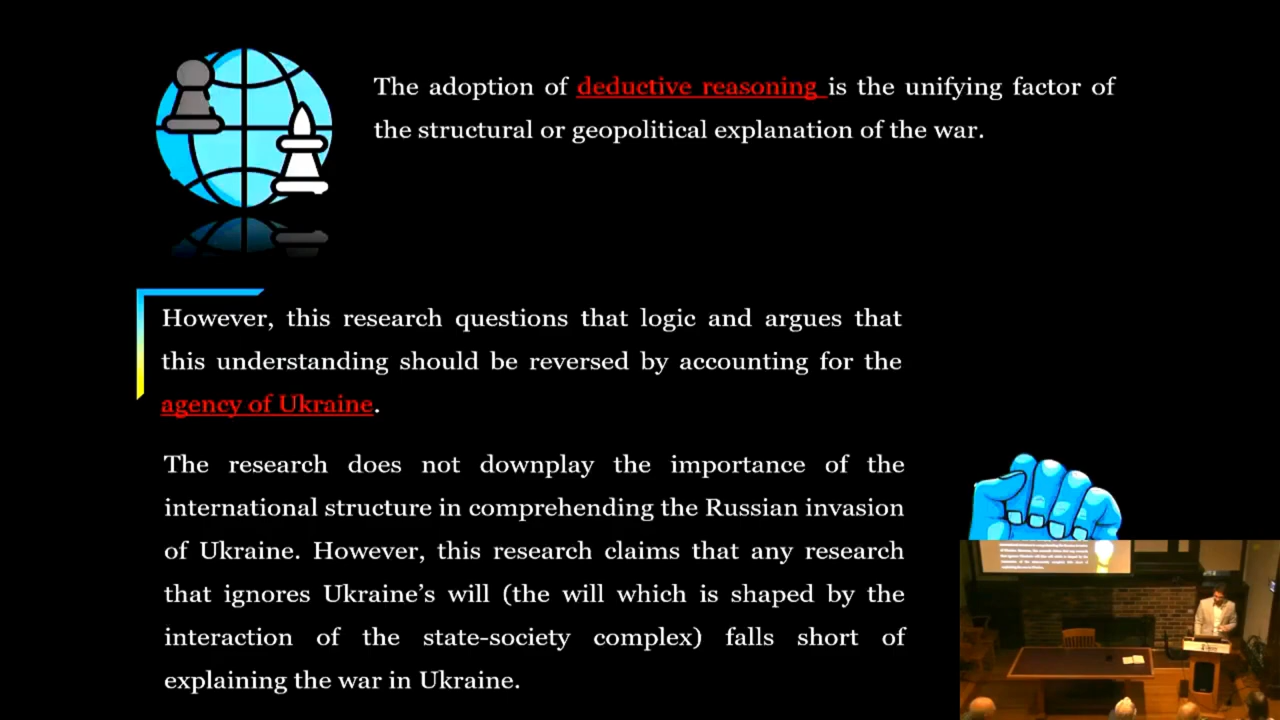 The adoption of deductive reasoning is the unifying factor of
the structural or geopolitical explanation of the war.
However, this research questions that logic and argues that
this understanding should be reversed by accounting for the
agency of Ukraine.
The research does not downplay the importance of the
international structure in comprehending the Russian invasion
of Ukraine. However, this research claims that any research
that ignores Ukraine’s will (the will which is shaped by the
interaction of the state-society complex) falls short of
explaining the war in Ukraine.